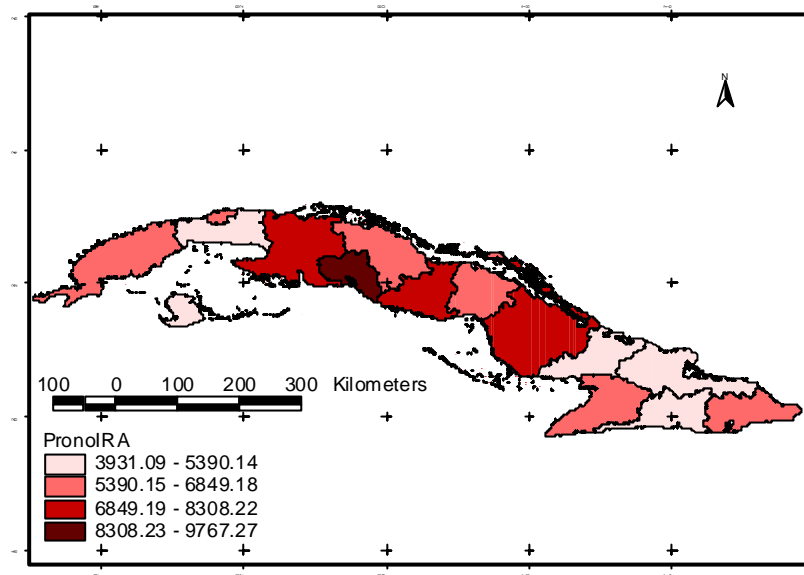 N
100 0 100 200 300 Kilometers
PronoIRA
3931.09 - 5390.14
5390.15 - 6849.18
6849.19 - 8308.22
8308.23 - 9767.27